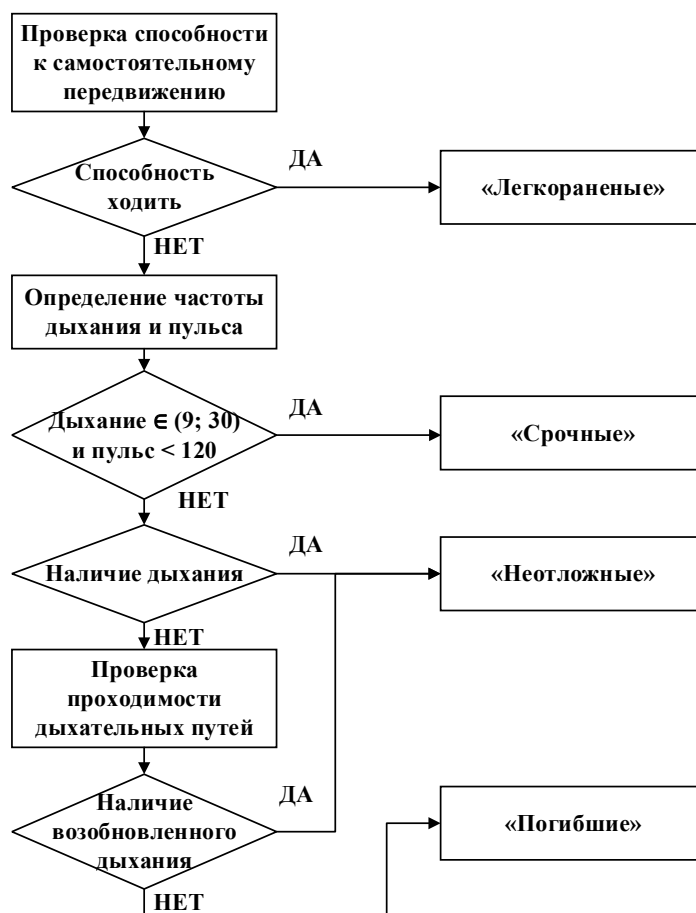 Проверка способности
к самостоятельному
передвижению
ДА
Способность
ходить
«Легкораненые»
НЕТ
Определение частоты
дыхания и пульса
ДА
Дыхание ∈ (9; 30)
и пульс < 120
«Срочные»
НЕТ
ДА
Наличие дыхания
«Неотложные»
НЕТ
Проверка
проходимости
дыхательных путей
ДА
Наличие
возобновленного
дыхания
«Погибшие»
НЕТ